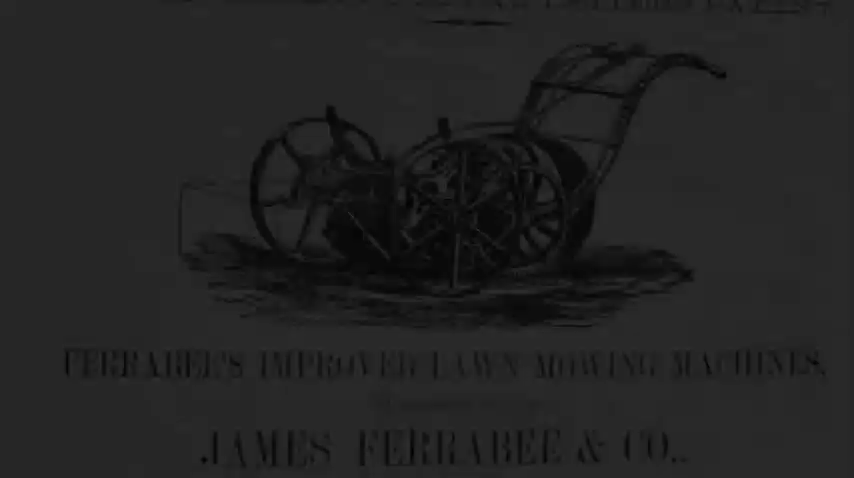 FERRABEE'S IMPROVED LAWN MOWING MACHINES.
JAMES FERRABEE & CO.,